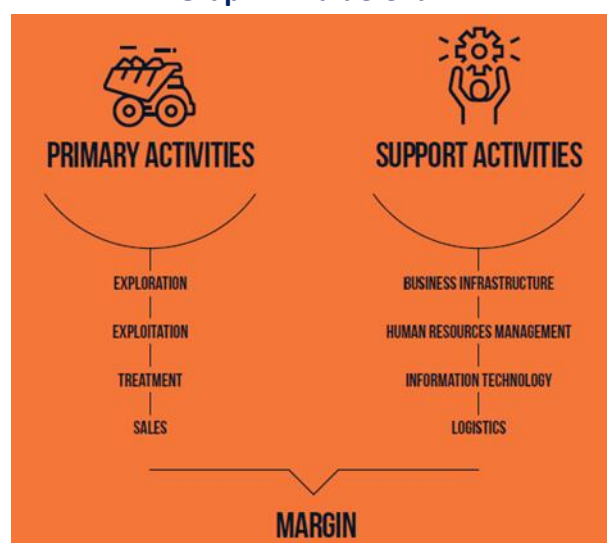 PRIMARY ACTIVITIES
EXPLORATION
EXPLOITATION
TREATMENT
SALES
SUPPORT ACTIVITIES
BUSINESS INFRASTRUCTURE
HUMAN RESOURCES MANAGEMENT
INFORMATION TECHNOLOGY
LOGISTICS
MARGIN